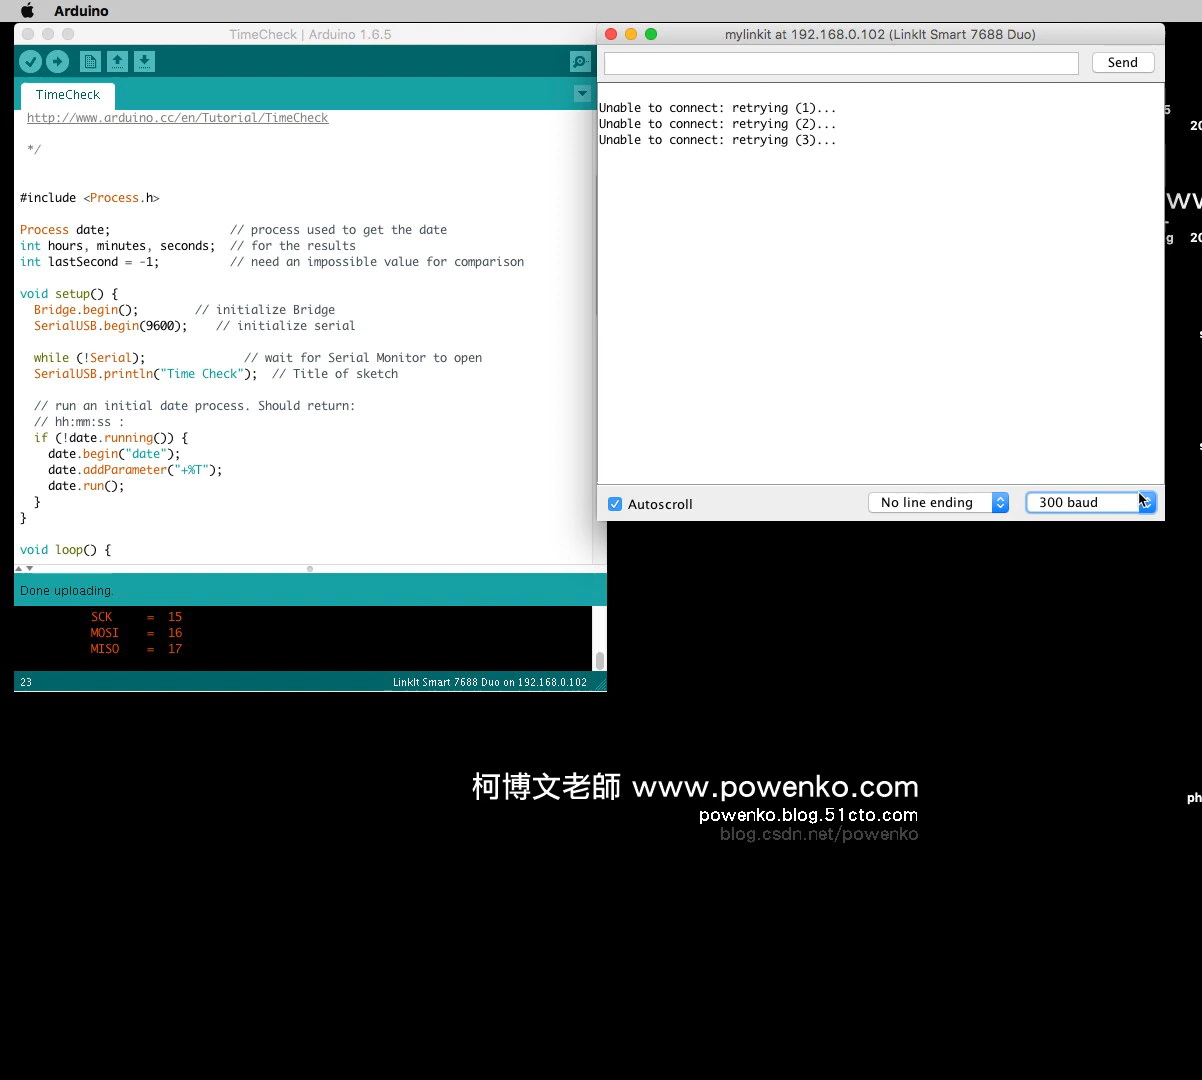 Arduino
TimeCheck | Arduino 1.6.5
TimeCheck
http://www.arduino.cc/en/Tutorial/TimeCheck
*/
#include <Process.h>
Process date; // process used to get the date
int hours, minutes, seconds; // for the results
int lastSecond = -1; // need an impossible value for comparison
void setup() {
Bridge.begin(); // initialize Bridge
SerialUSB.begin(9600); // initialize serial
while (!Serial); // wait for Serial Monitor to open
SerialUSB.println("Time Check"); // Title of sketch
// run an initial date process. Should return:
// hh:mm:ss :
if (!date.running()) {
date.begin("date");
date.addParameter("+%T");
date.run();
}
}
void loop() {
Done uploading.
SCK = 15
MOSI = 16
MISO = 17
23
LinkIt Smart 7688 Duo on 192.168.0.102
mylinkit at 192.168.0.102 (LinkIt Smart 7688 Duo)
Send
Unable to connect: retrying (1)...
Unable to connect: retrying (2)...
Unable to connect: retrying (3)...
Autoscroll
No line ending
300 baud
柯博文老師 www.powenko.com
powenko.blog.51cto.com
blog.csdn.net/powenko